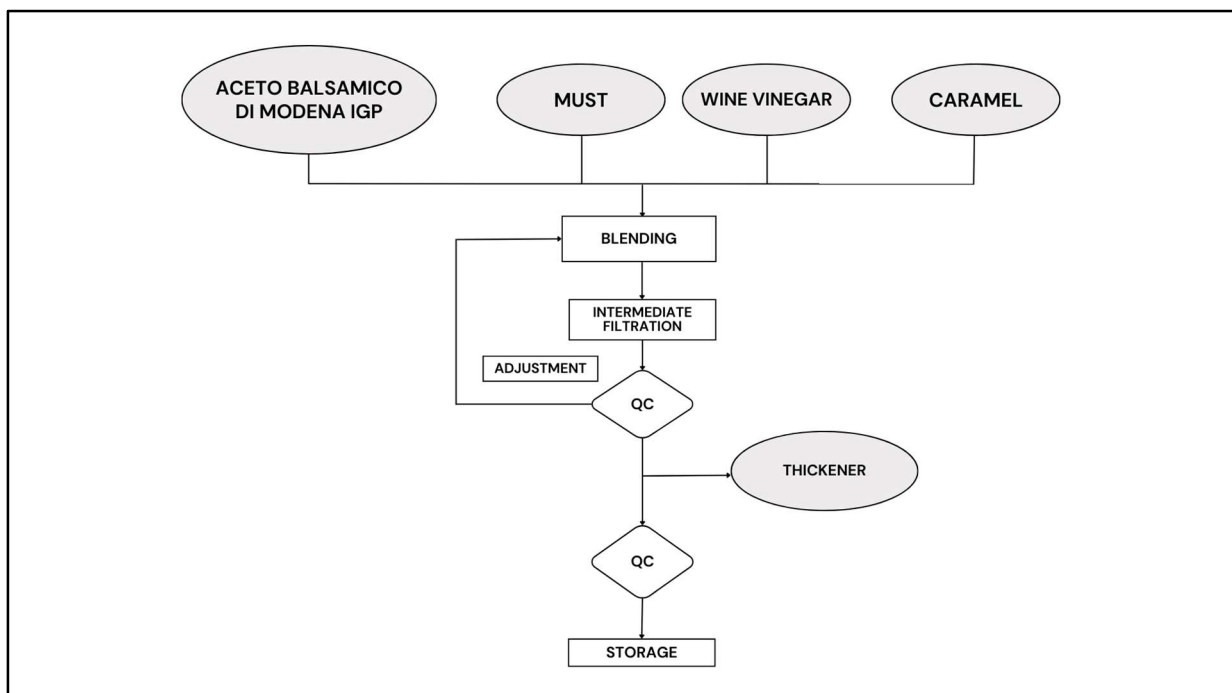 ACETO BALSAMICO
DI MODENA IGP
MUST
WINE VINEGAR
CARAMEL
BLENDING
INTERMEDIATE
FILTRATION
ADJUSTMENT
QC
THICKENER
QC
STORAGE